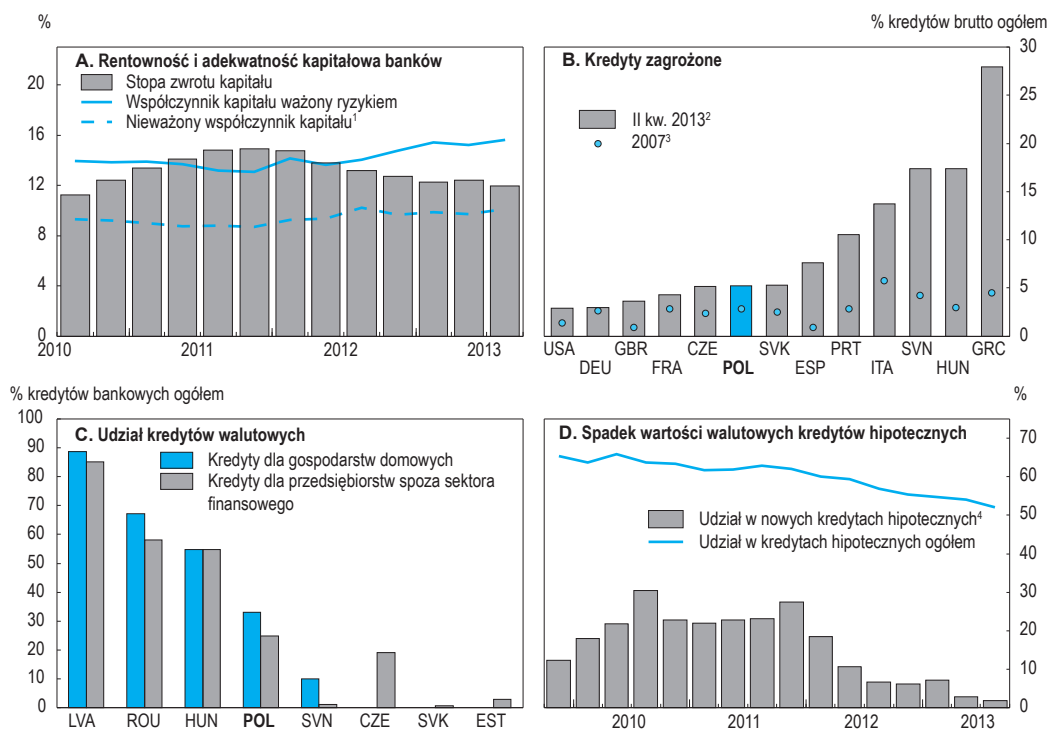 %
A. Rentowność i adekwatność kapitałowa banków
Stopa zwrotu kapitału
Współczynnik kapitału ważony ryzykiem
Nieważony współczynnik kapitału¹
20
16
12
8
4
0
2010 2011 2012 2013
% kredytów brutto ogółem
B. Kredyty zagrożone
II kw. 2013²
2007³
30
25
20
15
10
5
0
USA GBR CZE SVK PRT SVN GRC
DEU FRA POL ESP ITA HUN
% kredytów bankowych ogółem
C. Udział kredytów walutowych
Kredyty dla gospodarstw domowych
Kredyty dla przedsiębiorstw spoza sektora
finansowego
100
90
80
70
60
50
40
30
20
10
0
LVA ROU HUN POL SVN CZE SVK EST
%
D. Spadek wartości walutowych kredytów hipotecznych
Udział w nowych kredytach hipotecznych⁴
Udział w kredytach hipotecznych ogółem
70
60
50
40
30
20
10
0
2010 2011 2012 2013